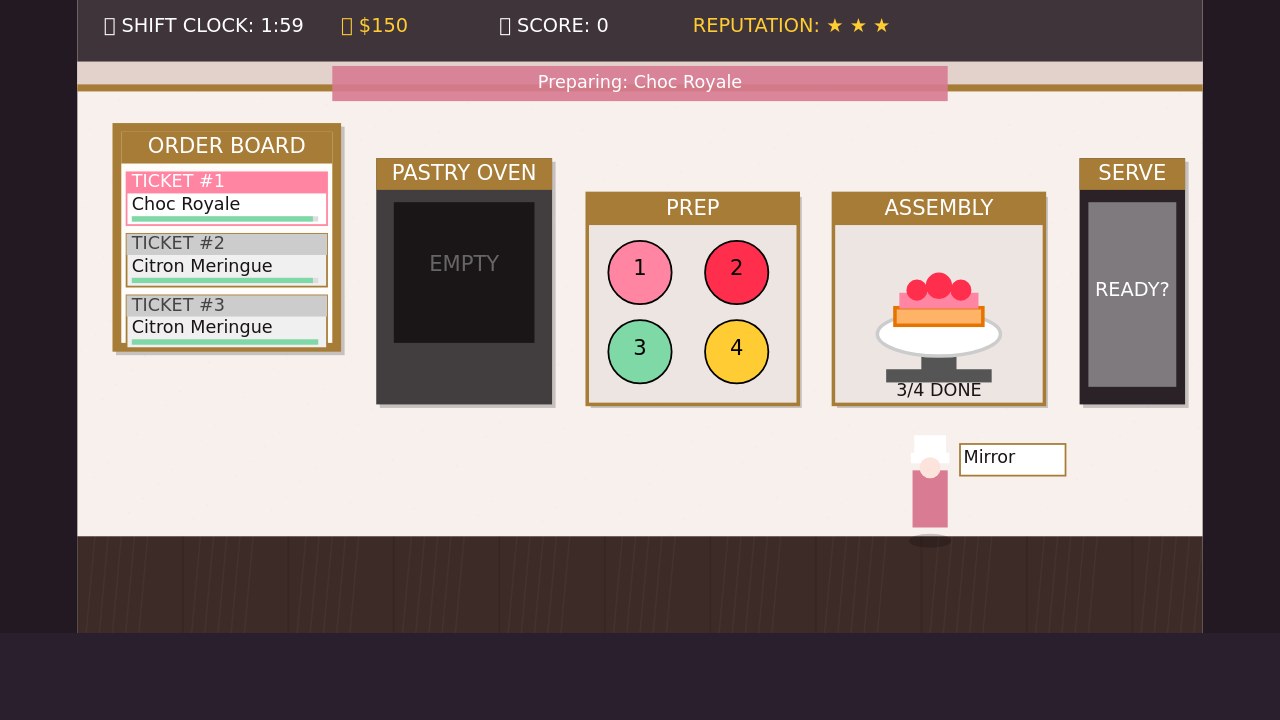 SHIFT CLOCK: 1:59
$150
SCORE: 0
REPUTATION: ★ ★ ★
Preparing: Choc Royale
ORDER BOARD
TICKET #1
Choc Royale
TICKET #2
Citron Meringue
TICKET #3
Citron Meringue
PASTRY OVEN
EMPTY
PREP
1
2
3
4
ASSEMBLY
3/4 DONE
SERVE
READY?
Mirror